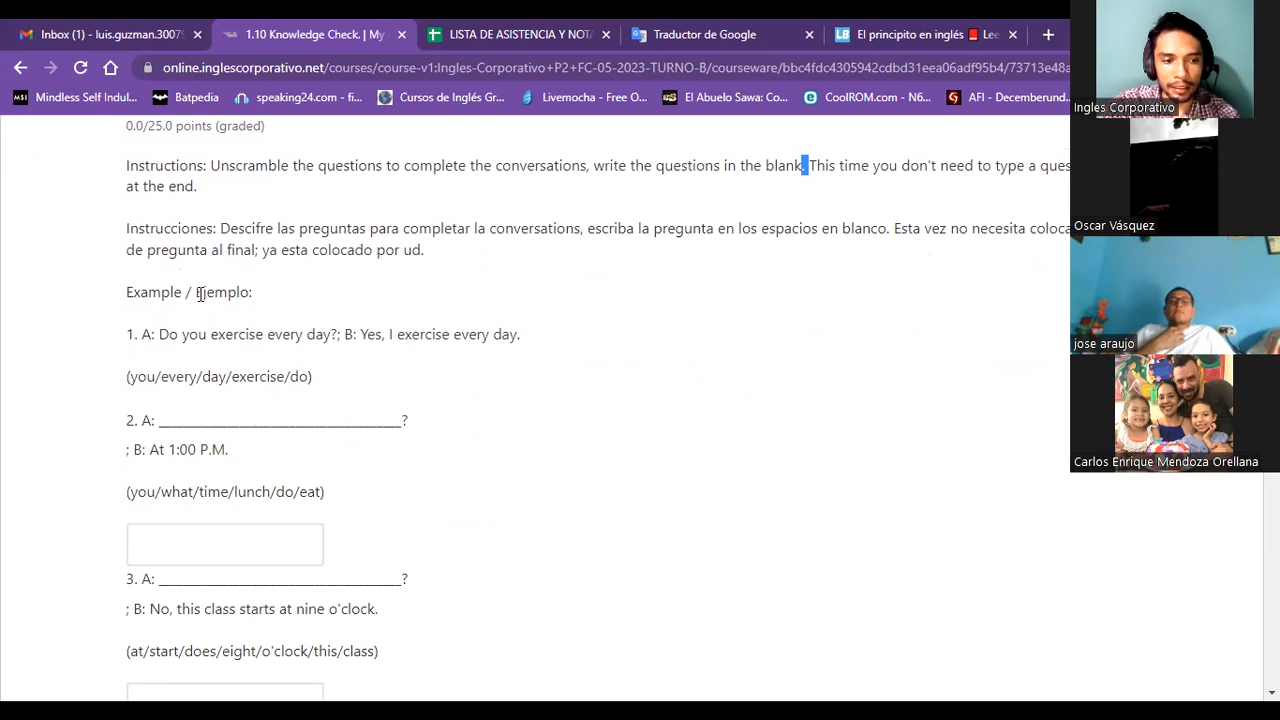 Inbox (1) - luis.guzman.3007
1.10 Knowledge Check. | My
LISTA DE ASISTENCIA Y NOTA
Traductor de Google
El principito en inglés
Lee
online.inglescorporativo.net/courses/course-v1:Ingles-Corporativo+P2+FC-05-2023-TURNO-B/courseware/bbc4fdc4305942cdbd31eea06adf95b4/73713e48a
Mindless Self Indul...
Batpedia
speaking24.com - fi...
Cursos de Inglés Gr...
Livemocha - Free O...
El Abuelo Sawa: Co...
CoolROM.com - N6...
AFI - Decemberund...
0.0/25.0 points (graded)
Instructions: Unscramble the questions to complete the conversations, write the questions in the blank. This time you don't need to type a ques
at the end.
Instrucciones: Descifre las preguntas para completar la conversations, escriba la pregunta en los espacios en blanco. Esta vez no necesita coloca
de pregunta al final; ya esta colocado por ud.
Example / Ejemplo:
1. A: Do you exercise every day?; B: Yes, I exercise every day.
(you/every/day/exercise/do)
2. A: ___________________________________?
; B: At 1:00 P.M.
(you/what/time/lunch/do/eat)
3. A: ___________________________________?
; B: No, this class starts at nine o'clock.
(at/start/does/eight/o'clock/this/class)
Ingles Corporativo
Oscar Vásquez
jose araujo
Carlos Enrique Mendoza Orellana